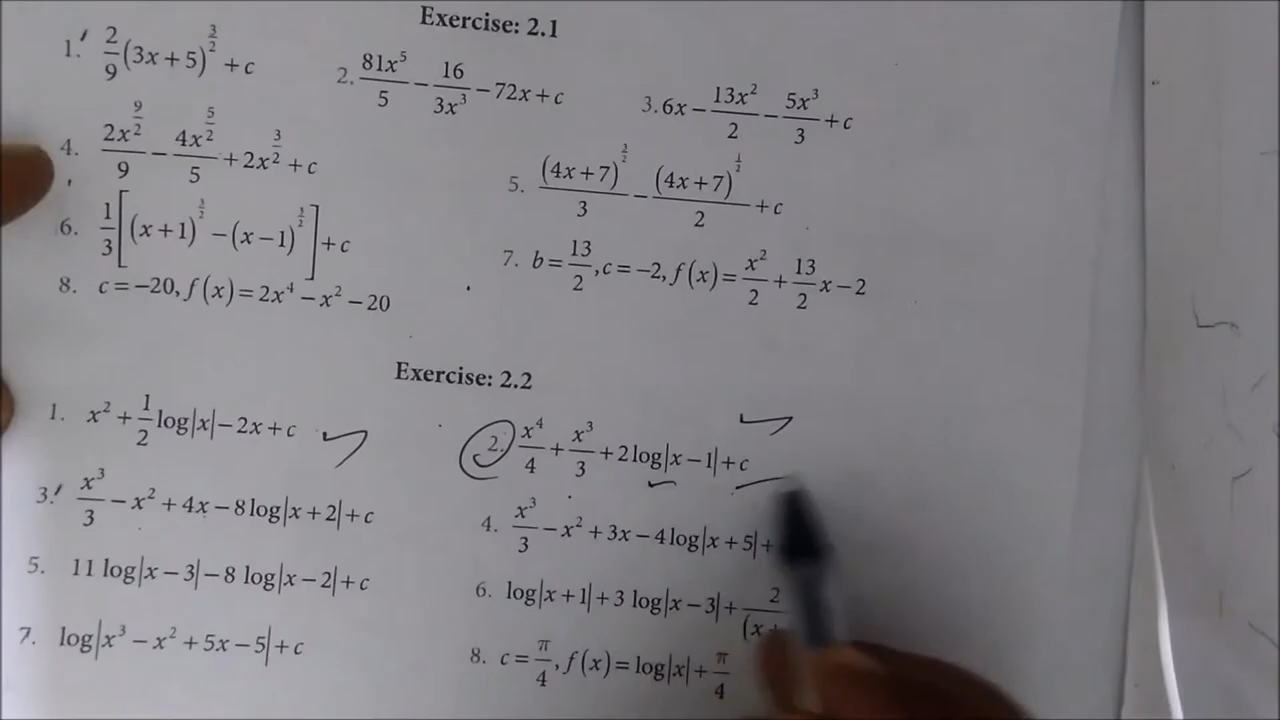 Exercise: 2.1
1. 2/9 (3x+5)^(3/2) + c
2. 81x^5/5 − 16/(3x^3) − 72x + c
3. 6x − 13x^2/2 − 5x^3/3 + c
4. 2x^(9/2)/9 − 4x^(5/2)/5 + 2x^(3/2) + c
5. (4x+7)^(3/2)/3 − (4x+7)^(1/2)/2 + c
6. 1/3 [(x+1)^(3/2) − (x−1)^(3/2)] + c
7. b = 13/2, c = −2, f(x) = x^2/2 + 13/2 x − 2
8. c = −20, f(x) = 2x^4 − x^2 − 20
Exercise: 2.2
1. x^2 + 1/2 log|x| − 2x + c
2. x^4/4 + x^3/3 + 2 log|x − 1| + c
3. x^3/3 − x^2 + 4x − 8 log|x + 2| + c
4. x^3/3 − x^2 + 3x − 4 log|x + 5| +
5. 11 log|x − 3| − 8 log|x − 2| + c
6. log|x + 1| + 3 log|x − 3| + 2/(x+
7. log|x^3 − x^2 + 5x − 5| + c
8. c = π/4, f(x) = log|x| + π/4